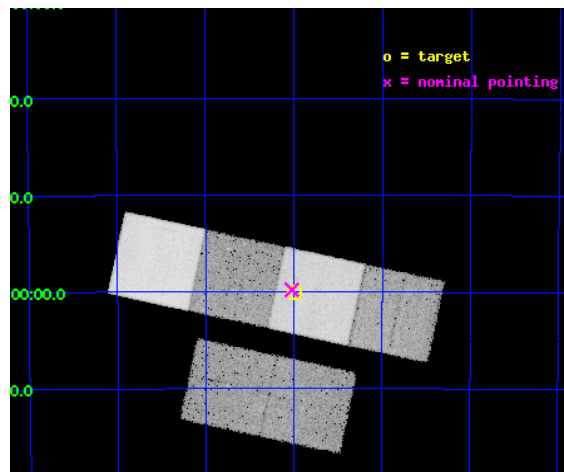 o = target
x = nominal pointing
0.0
0.0
00:00.0
0.0